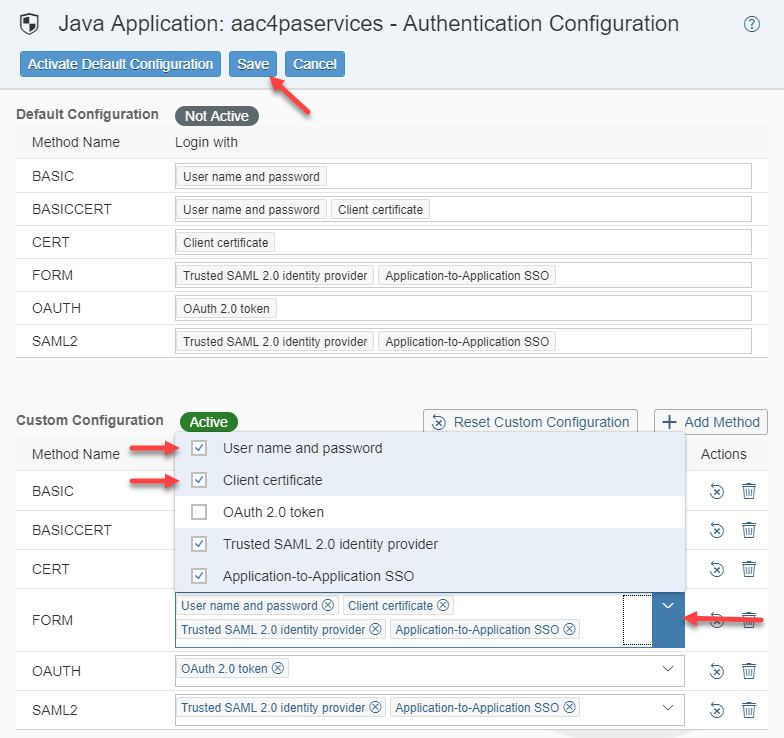 Java Application: aac4paservices - Authentication Configuration ?
Activate Default Configuration Save Cancel
Default Configuration Not Active
Method Name Login with
BASIC User name and password
BASICCERT User name and password Client certificate
CERT Client certificate
FORM Trusted SAML 2.0 identity provider Application-to-Application SSO
OAUTH OAuth 2.0 token
SAML2 Trusted SAML 2.0 identity provider Application-to-Application SSO
Custom Configuration Active Reset Custom Configuration Add Method
Method Name User name and password Actions
Client certificate
BASIC
OAuth 2.0 token
BASICCERT
Trusted SAML 2.0 identity provider
CERT
Application-to-Application SSO
User name and password Client certificate
FORM
Trusted SAML 2.0 identity provider Application-to-Application SSO
OAUTH OAuth 2.0 token
SAML2 Trusted SAML 2.0 identity provider Application-to-Application SSO